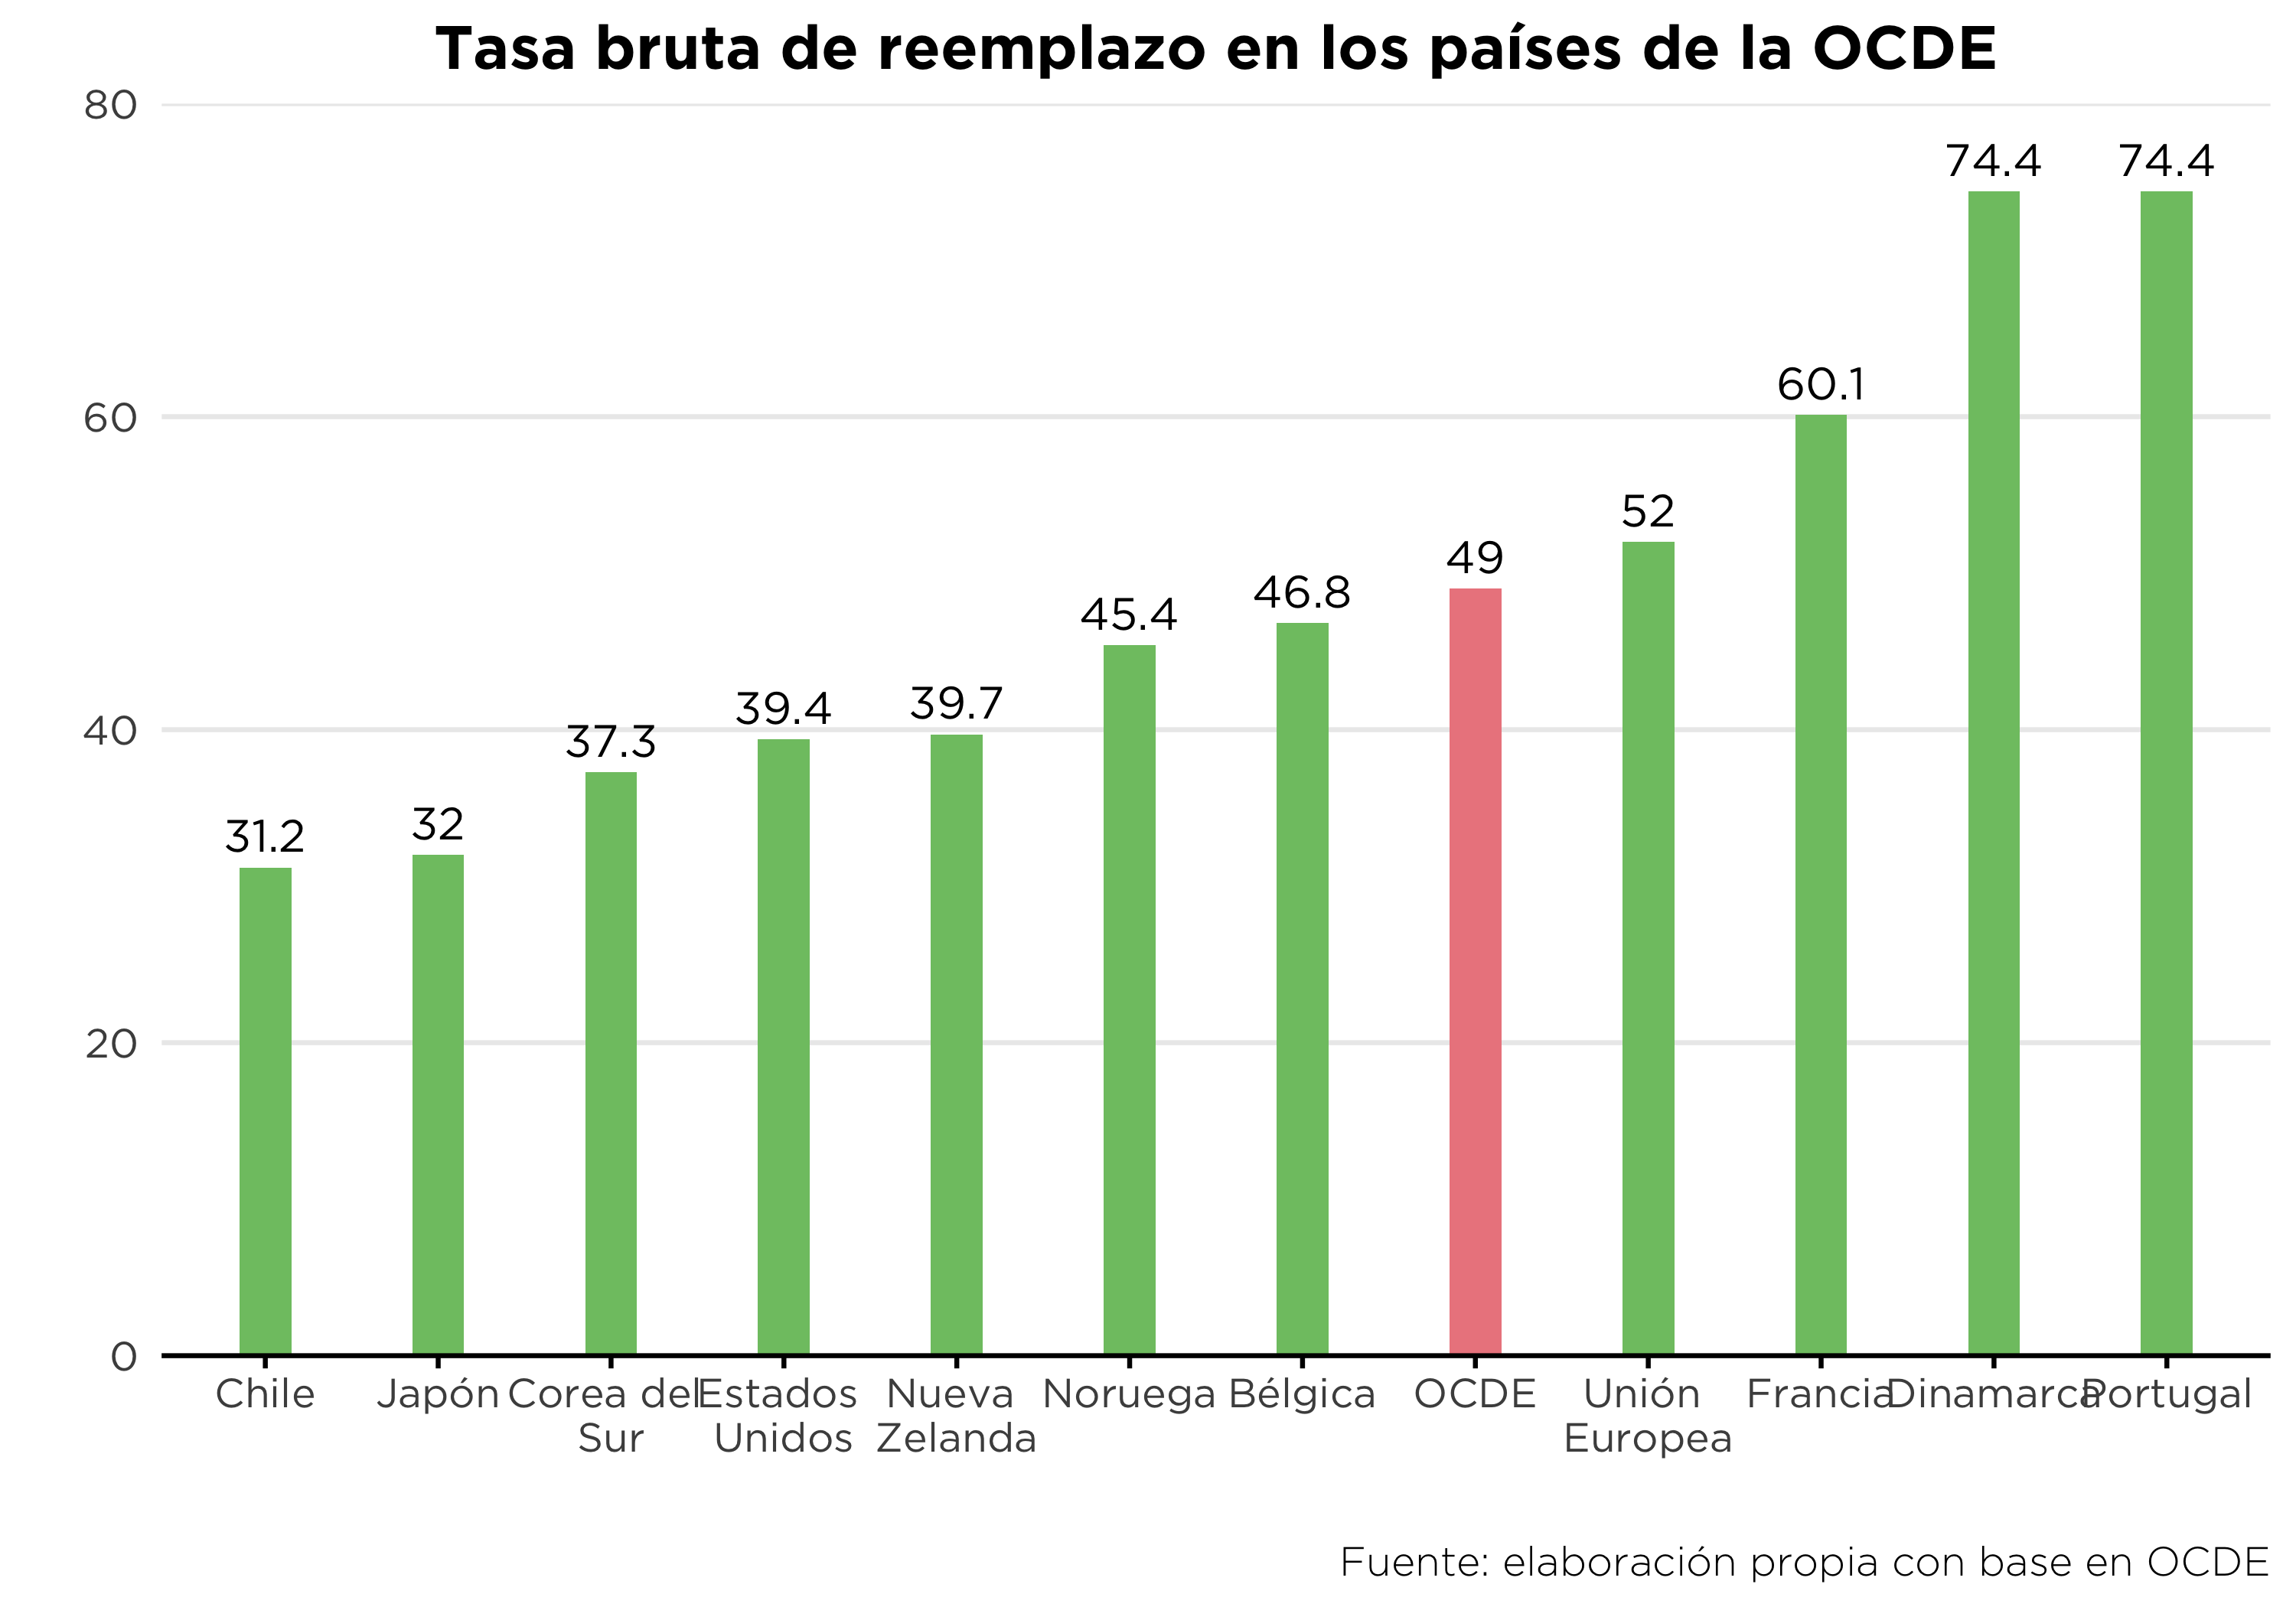 Tasa bruta de reemplazo en los países de la OCDE
80
60
40
20
0
31.2
32
37.3
39.4
39.7
45.4
46.8
49
52
60.1
74.4
74.4
Chile
Japón
Corea del
Sur
Estados
Unidos
Nueva
Zelanda
Noruega
Bélgica
OCDE
Unión
Europea
Francia
Dinamarca
Portugal
Fuente: elaboración propia con base en OCDE